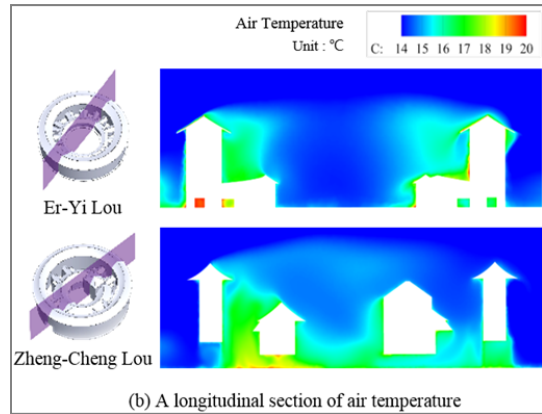 Air Temperature
Unit : ℃
C: 14 15 16 17 18 19 20
Er-Yi Lou
Zheng-Cheng Lou
(b) A longitudinal section of air temperature